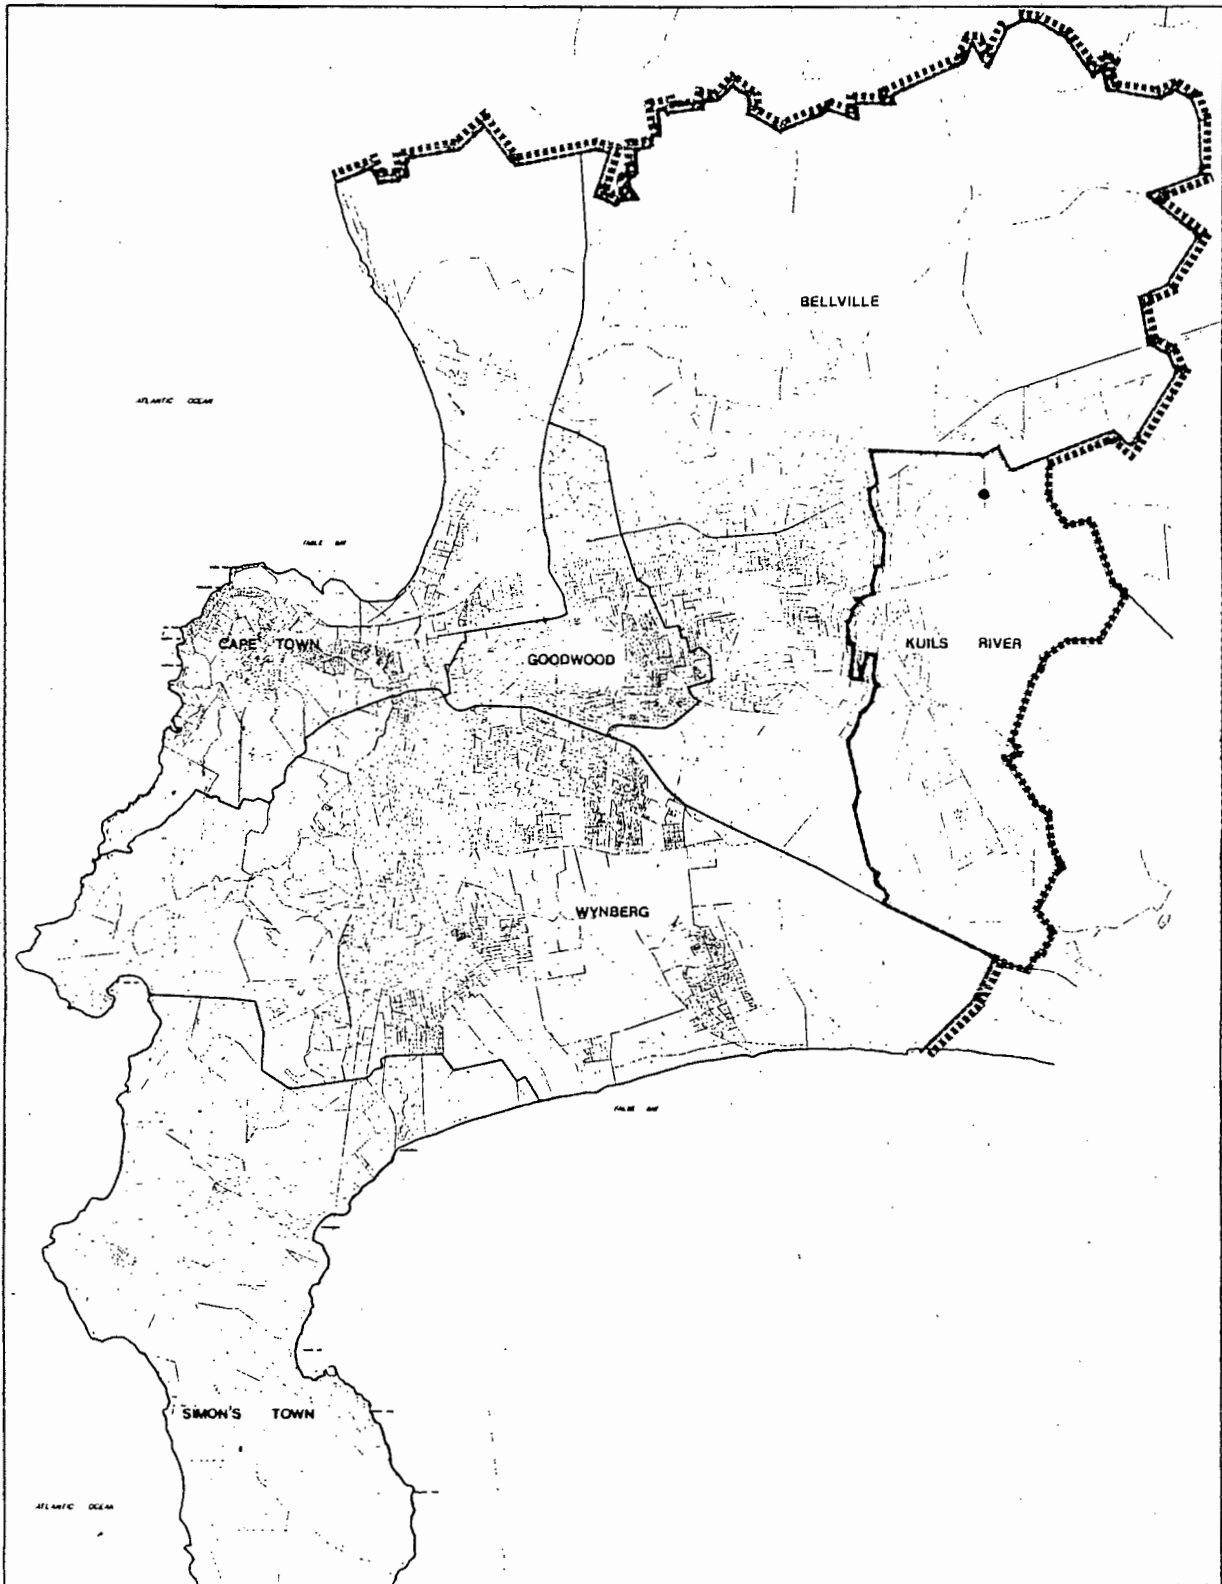 BELLVILLE
ATLANTIC OCEAN
TABLE BAY
CAPE TOWN
GOODWOOD
KUILS RIVER
WYNBERG
FALSE BAY
SIMON'S TOWN
ATLANTIC OCEAN